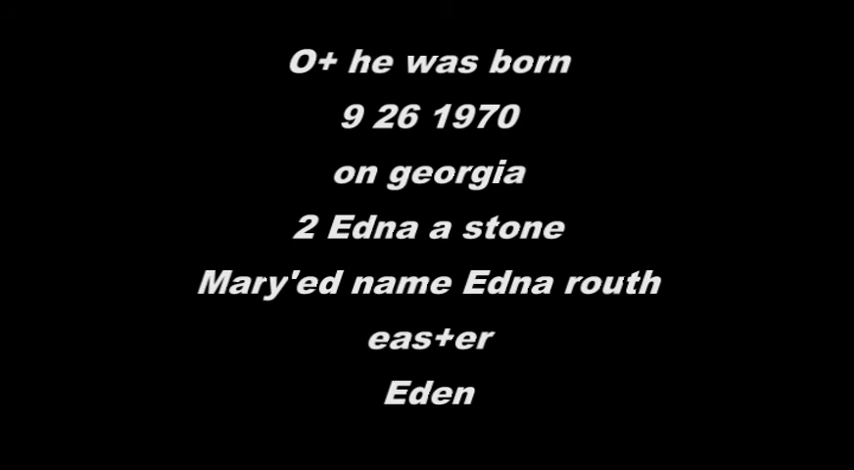 O+ he was born
9 26 1970
on georgia
2 Edna a stone
Mary'ed name Edna routh
eas+er
Eden